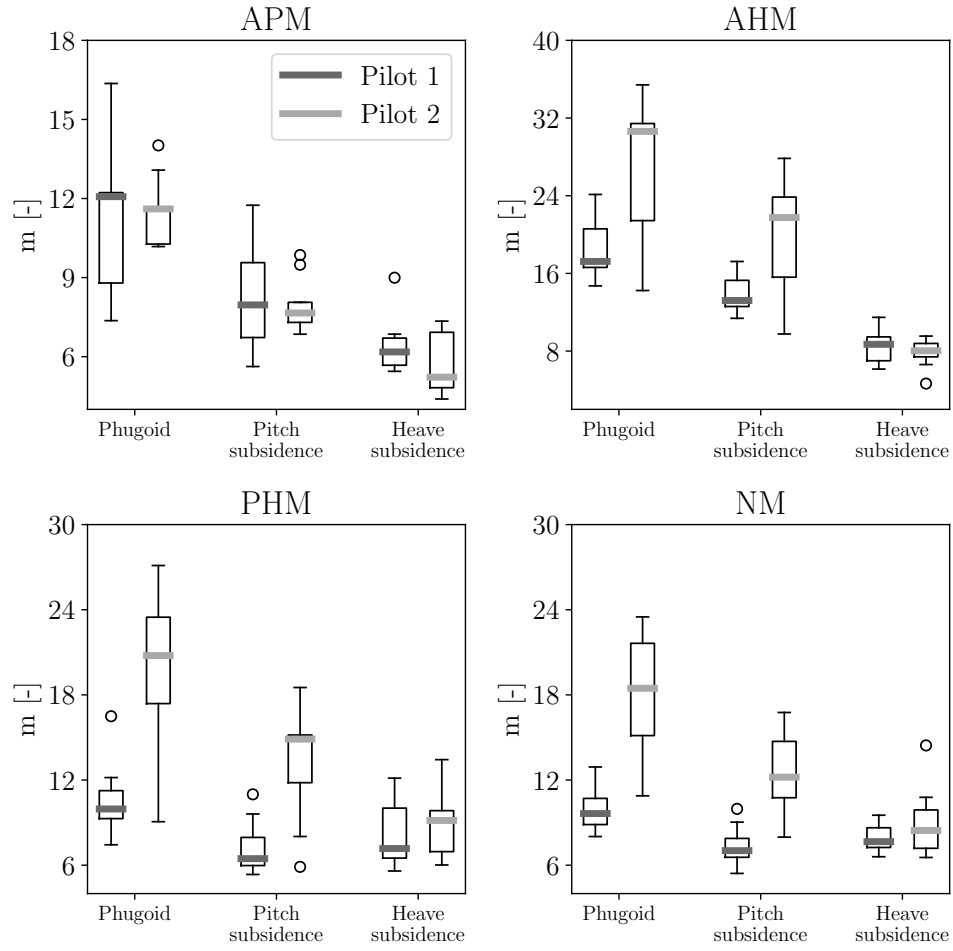 APM
18
15
12
9
6
m [-]
Pilot 1
Pilot 2
Phugoid
Pitch
subsidence
Heave
subsidence
AHM
40
32
24
16
8
m [-]
Phugoid
Pitch
subsidence
Heave
subsidence
PHM
30
24
18
12
6
m [-]
Phugoid
Pitch
subsidence
Heave
subsidence
NM
30
24
18
12
6
m [-]
Phugoid
Pitch
subsidence
Heave
subsidence